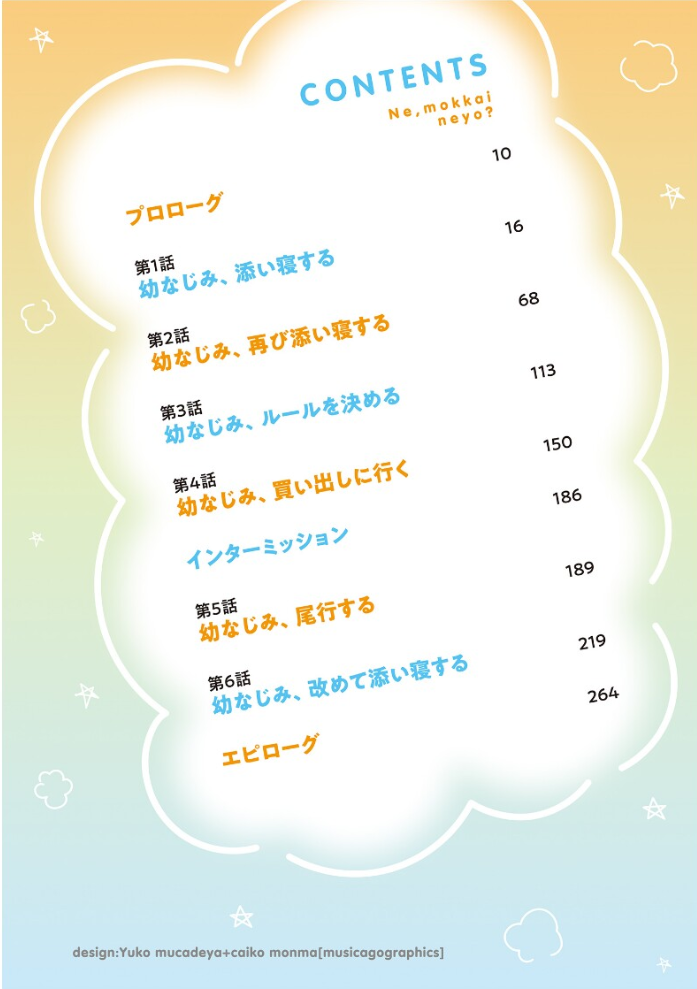 CONTENTS
Ne,mokkai
neyo?
プロローグ 10
第1話
幼なじみ、添い寝する 16
第2話
幼なじみ、再び添い寝する 68
第3話
幼なじみ、ルールを決める 113
第4話
幼なじみ、買い出しに行く 150
インターミッション 186
第5話
幼なじみ、尾行する 189
第6話
幼なじみ、改めて添い寝する 219
エピローグ 264
design:Yuko mucadeya+caiko monma[musicagographics]